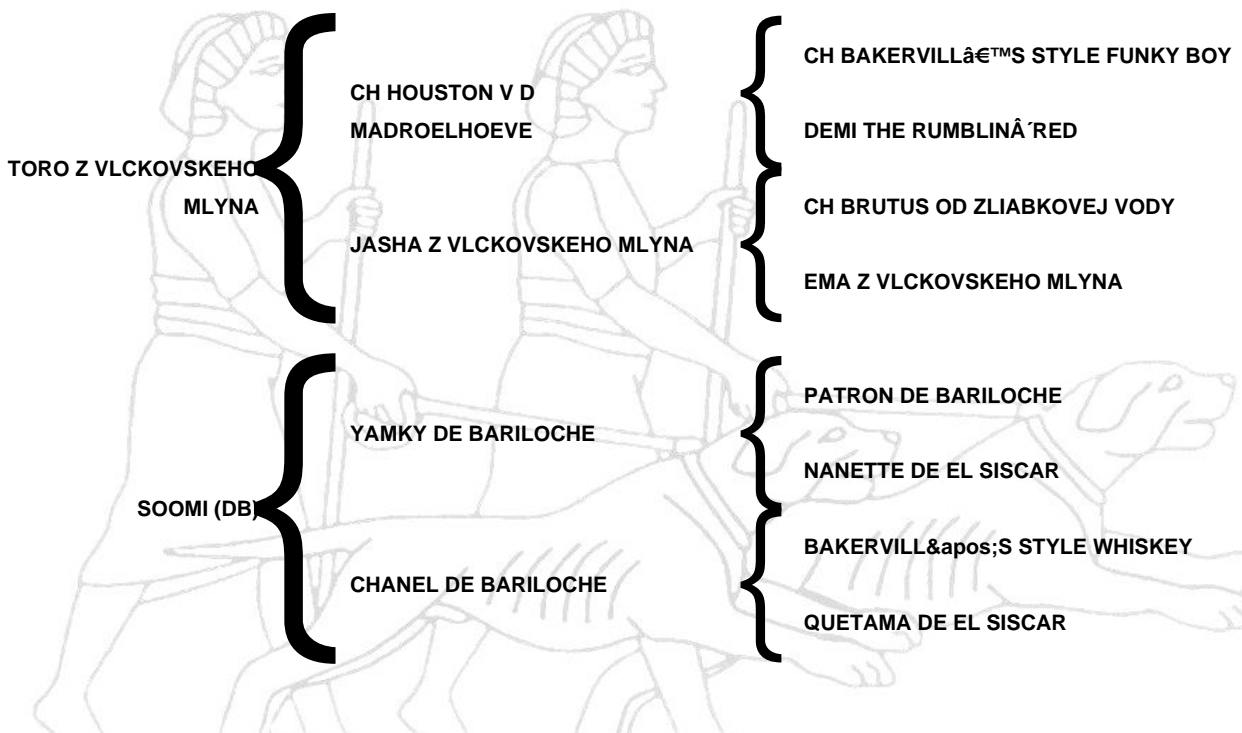 CH BAKERVILLâ€™S STYLE FUNKY BOY
CH HOUSTON V D
MADROELHOEVE
DEMI THE RUMBLINÂ´RED
TORO Z VLCKOVSKEHO
MLYNA
CH BRUTUS OD ZLIABKOVEJ VODY
JASHA Z VLCKOVSKEHO MLYNA
EMA Z VLCKOVSKEHO MLYNA
PATRON DE BARILOCHE
YAMKY DE BARILOCHE
NANETTE DE EL SISCAR
SOOMI (DB)
BAKERVILL&apos;S STYLE WHISKEY
CHANEL DE BARILOCHE
QUETAMA DE EL SISCAR